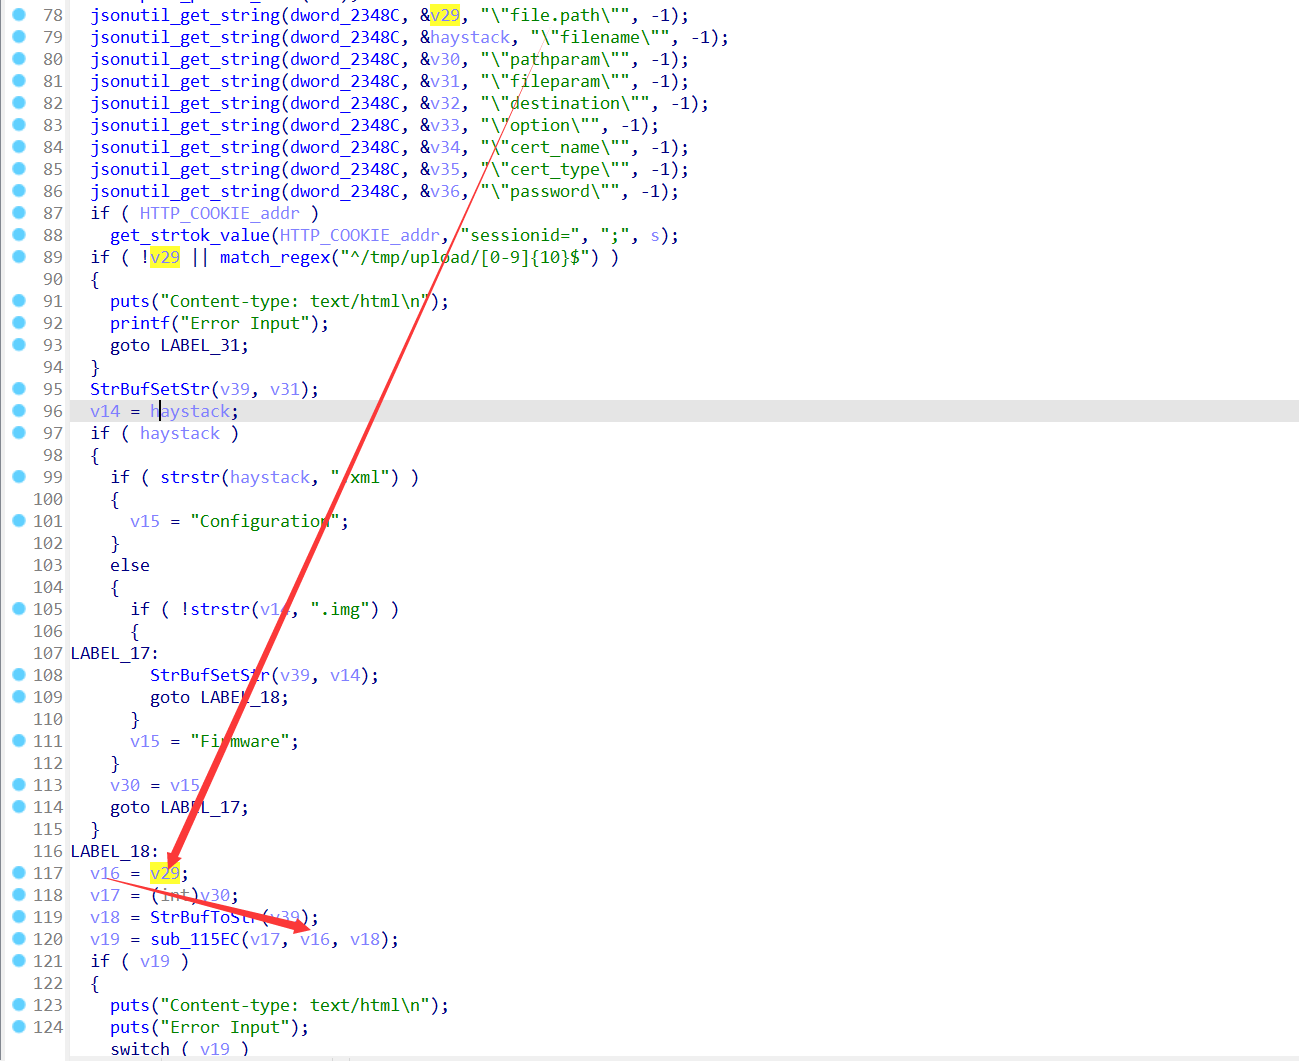 78 jsonutil_get_string(dword_2348C, &v29, "\"file.path\"", -1);
79 jsonutil_get_string(dword_2348C, &haystack, "\"filename\"", -1);
80 jsonutil_get_string(dword_2348C, &v30, "\"pathparam\"", -1);
81 jsonutil_get_string(dword_2348C, &v31, "\"fileparam\"", -1);
82 jsonutil_get_string(dword_2348C, &v32, "\"destination\"", -1);
83 jsonutil_get_string(dword_2348C, &v33, "\"option\"", -1);
84 jsonutil_get_string(dword_2348C, &v34, "\"cert_name\"", -1);
85 jsonutil_get_string(dword_2348C, &v35, "\"cert_type\"", -1);
86 jsonutil_get_string(dword_2348C, &v36, "\"password\"", -1);
87 if ( HTTP_COOKIE_addr )
88 get_strtok_value(HTTP_COOKIE_addr, "sessionid=", ";", s);
89 if ( !v29 || match_regex("^/tmp/upload/[0-9]{10}$") )
90 {
91 puts("Content-type: text/html\n");
92 printf("Error Input");
93 goto LABEL_31;
94 }
95 StrBufSetStr(v39, v31);
96 v14 = haystack;
97 if ( haystack )
98 {
99 if ( strstr(haystack, ".xml") )
100 {
101 v15 = "Configuration";
102 }
103 else
104 {
105 if ( !strstr(v14, ".img") )
106 {
107 LABEL_17:
108 StrBufSetStr(v39, v14);
109 goto LABEL_18;
110 }
111 v15 = "Firmware";
112 }
113 v30 = v15;
114 goto LABEL_17;
115 }
116 LABEL_18:
117 v16 = v29;
118 v17 = (int)v30;
119 v18 = StrBufToStr(v39);
120 v19 = sub_115EC(v17, v16, v18);
121 if ( v19 )
122 {
123 puts("Content-type: text/html\n");
124 puts("Error Input");
switch ( v19 )